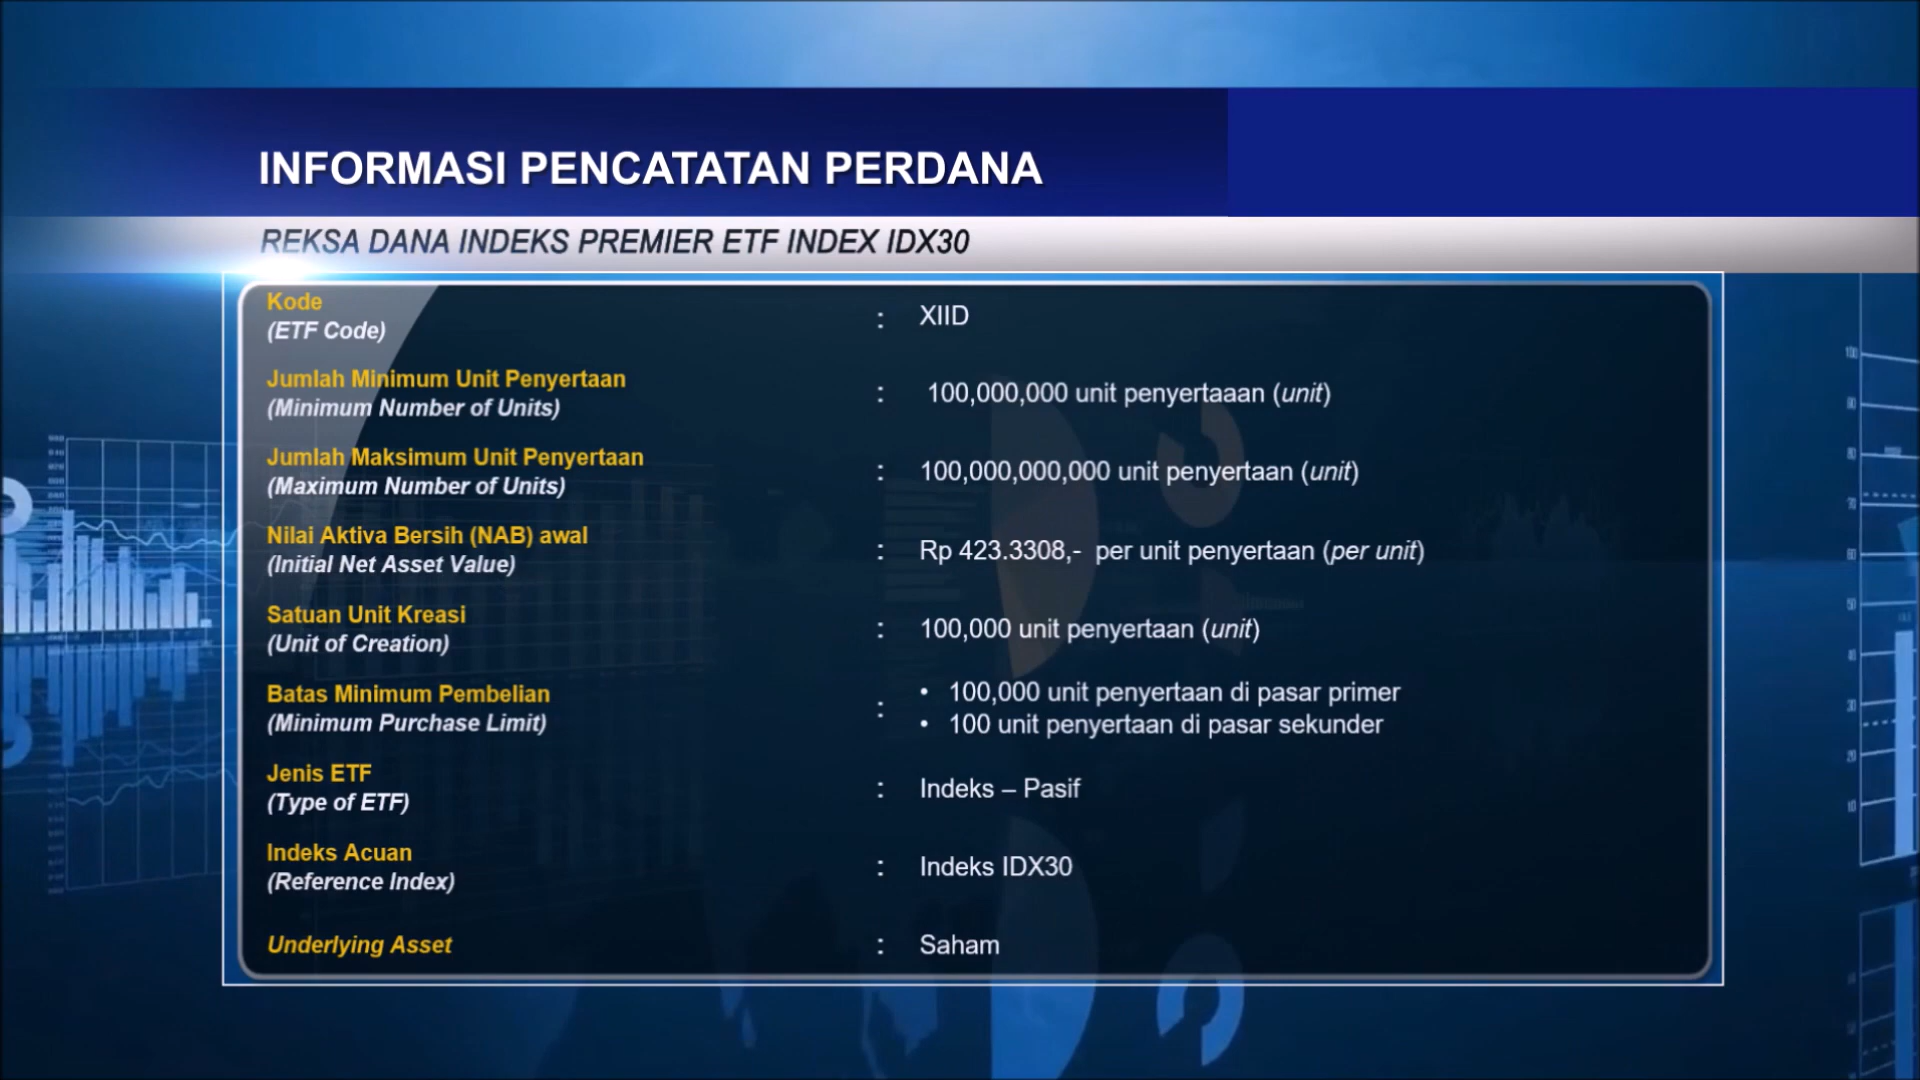 INFORMASI PENCATATAN PERDANA
REKSA DANA INDEKS PREMIER ETF INDEX IDX30
Kode
(ETF Code)
: XIID
Jumlah Minimum Unit Penyertaan
(Minimum Number of Units)
: 100,000,000 unit penyertaaan (unit)
Jumlah Maksimum Unit Penyertaan
(Maximum Number of Units)
: 100,000,000,000 unit penyertaan (unit)
Nilai Aktiva Bersih (NAB) awal
(Initial Net Asset Value)
: Rp 423.3308,- per unit penyertaan (per unit)
Satuan Unit Kreasi
(Unit of Creation)
: 100,000 unit penyertaan (unit)
Batas Minimum Pembelian
(Minimum Purchase Limit)
: • 100,000 unit penyertaan di pasar primer
• 100 unit penyertaan di pasar sekunder
Jenis ETF
(Type of ETF)
: Indeks – Pasif
Indeks Acuan
(Reference Index)
: Indeks IDX30
Underlying Asset : Saham